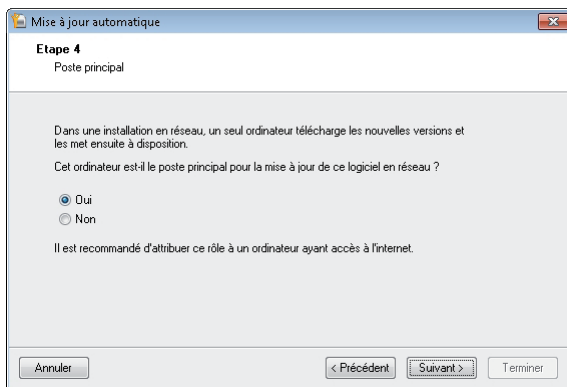 Mise à jour automatique
Etape 4
Poste principal
Dans une installation en réseau, un seul ordinateur télécharge les nouvelles versions et
les met ensuite à disposition.
Cet ordinateur est-il le poste principal pour la mise à jour de ce logiciel en réseau ?
Oui
Non
Il est recommandé d'attribuer ce rôle à un ordinateur ayant accès à l'internet.
Annuler
< Précédent
Suivant >
Terminer